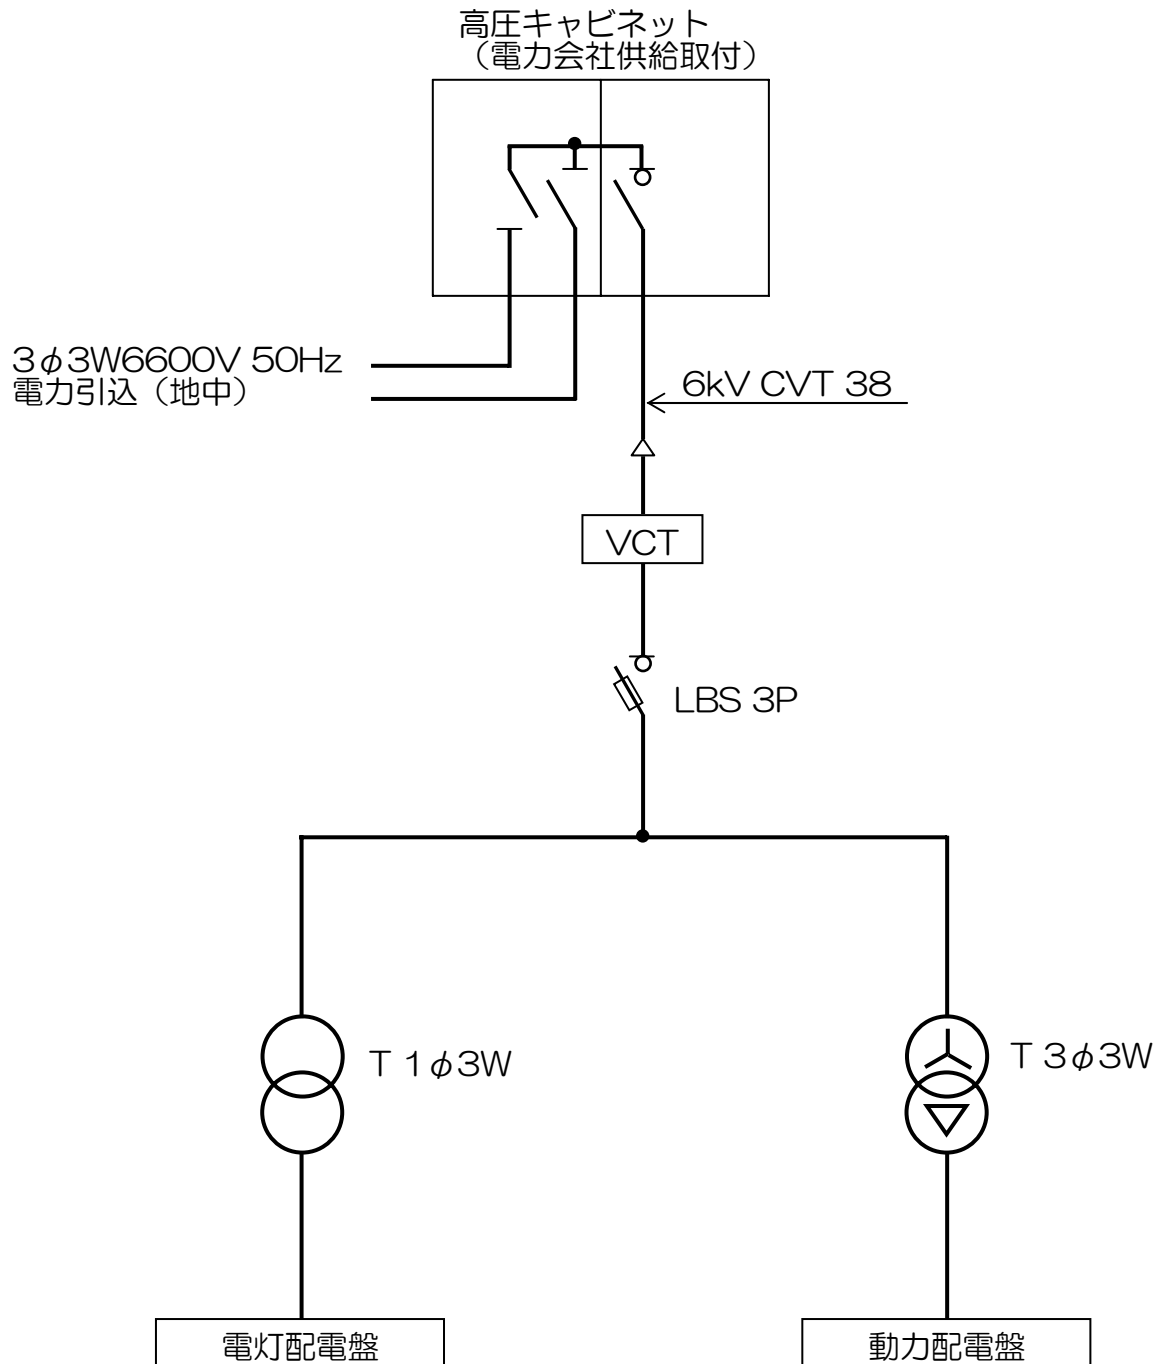 高圧キャビネット
（電力会社供給取付）
3φ3W6600V 50Hz
電力引込（地中）
6kV CVT 38
VCT
LBS 3P
T 1φ3W
T 3φ3W
電灯配電盤
動力配電盤